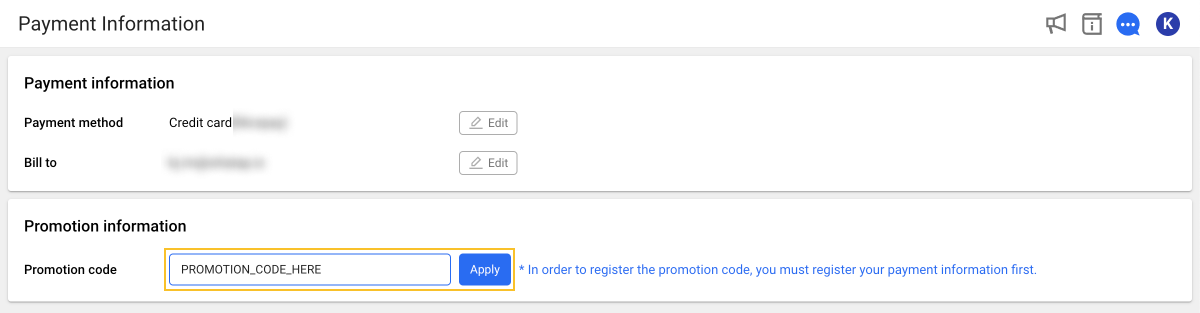 Payment Information
K
Payment information
Payment method Credit card Edit
Bill to Edit
Promotion information
Promotion code PROMOTION_CODE_HERE Apply * In order to register the promotion code, you must register your payment information first.